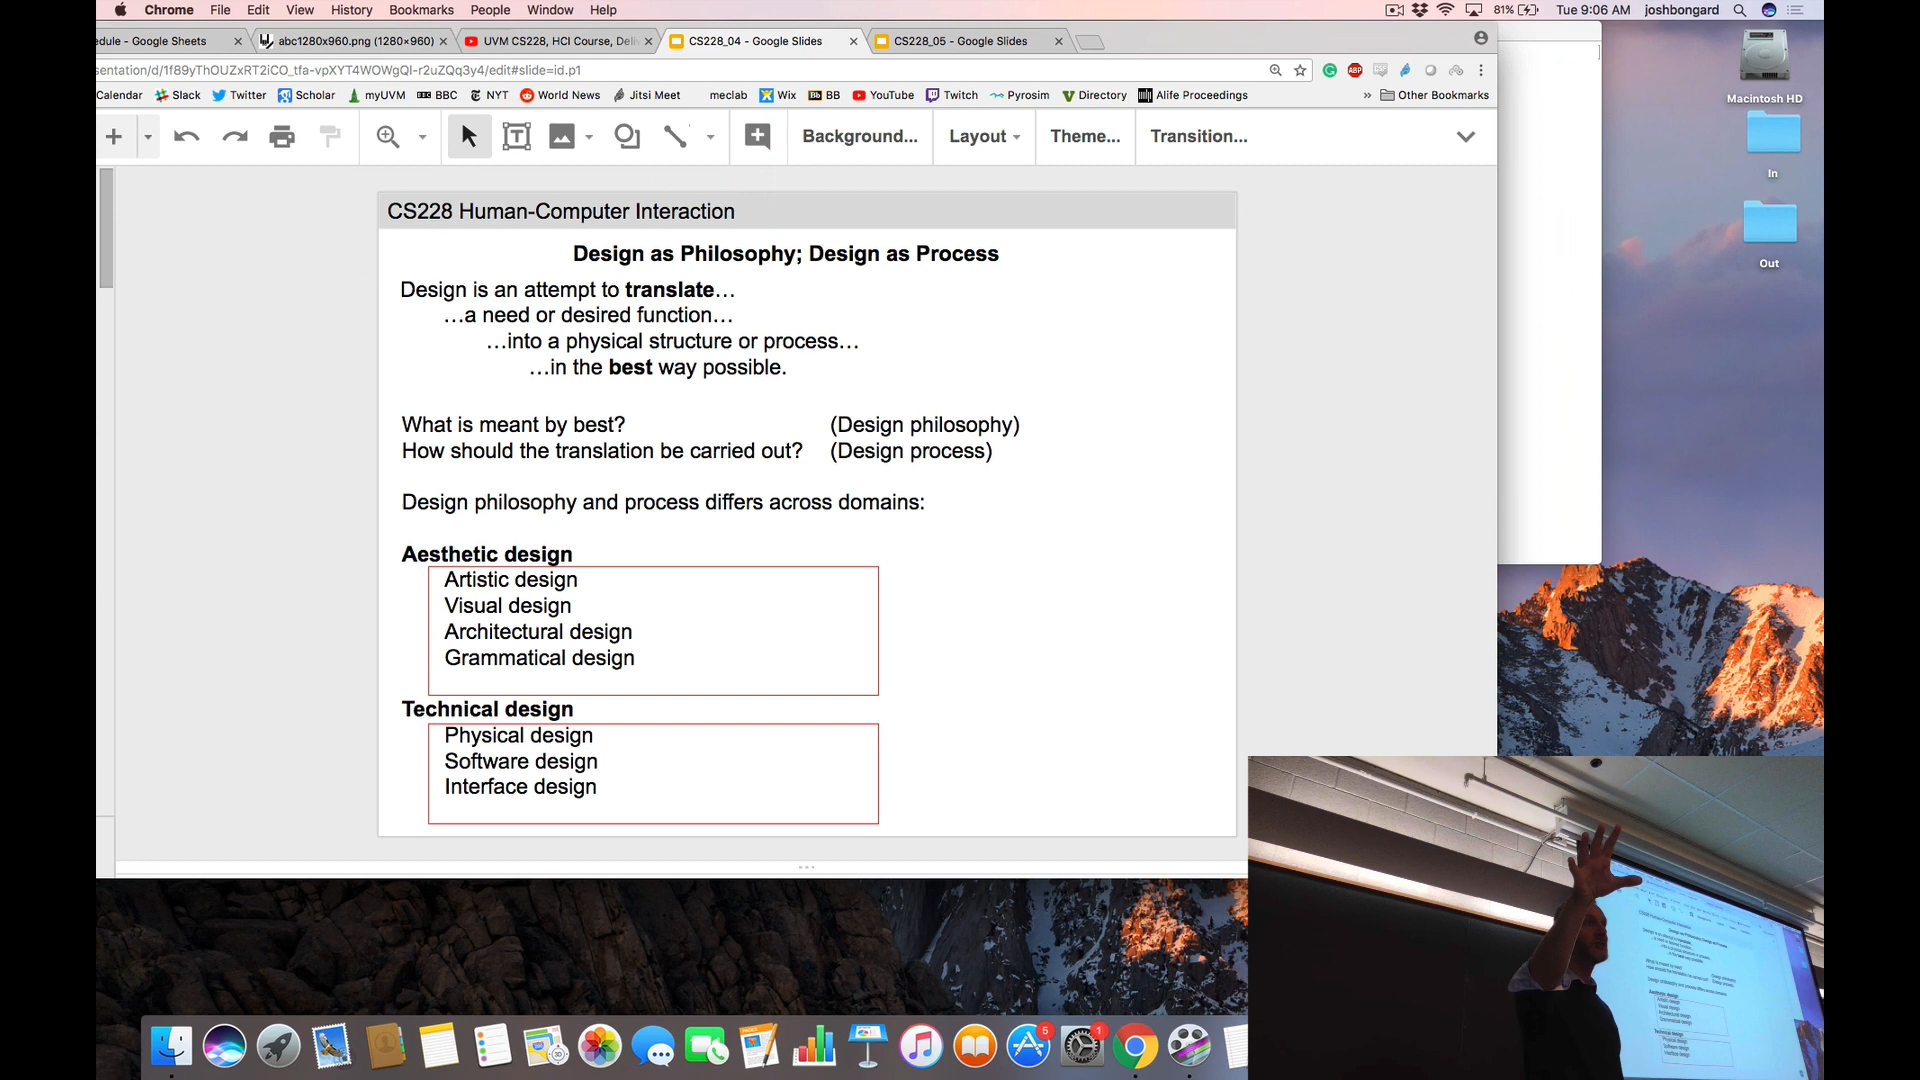 Chrome File Edit View History Bookmarks People Window Help
81% Tue 9:06 AM joshbongard
edule - Google Sheets
abc1280x960.png (1280×960)
UVM CS228, HCI Course, Deli
CS228_04 - Google Slides
CS228_05 - Google Slides
sentation/d/1f89yThOUZxRT2iCO_tfa-vpXYT4WOWgQI-r2uZQq3y4/edit#slide=id.p1
ABP
Calendar Slack Twitter Scholar myUVM BBC NYT World News Jitsi Meet meclab Wix BB YouTube Twitch Pyrosim Directory Alife Proceedings » Other Bookmarks
Background... Layout Theme... Transition...
Macintosh HD
In
Out
CS228 Human-Computer Interaction
Design as Philosophy; Design as Process
Design is an attempt to translate…
…a need or desired function…
…into a physical structure or process…
…in the best way possible.
What is meant by best? (Design philosophy)
How should the translation be carried out? (Design process)
Design philosophy and process differs across domains:
Aesthetic design
Artistic design
Visual design
Architectural design
Grammatical design
Technical design
Physical design
Software design
Interface design
5
1